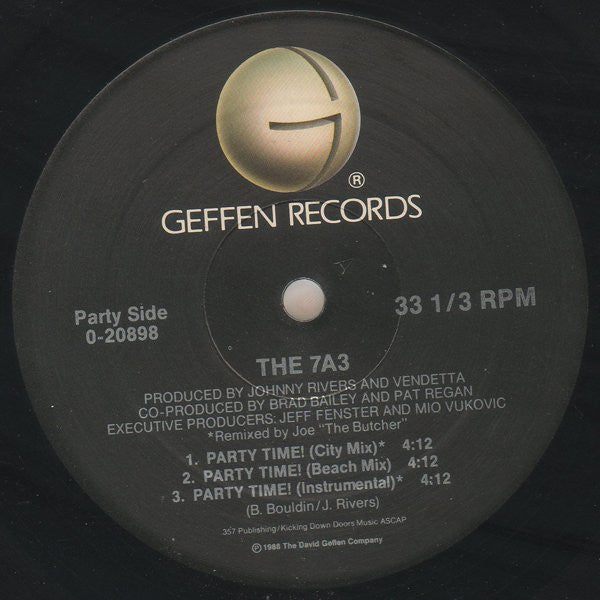 G
®
GEFFEN RECORDS
Party Side
0-20898
33 1/3 RPM
THE 7A3
PRODUCED BY JOHNNY RIVERS AND VENDETTA
CO-PRODUCED BY BRAD BAILEY AND PAT REGAN
EXECUTIVE PRODUCERS: JEFF FENSTER AND MIO VUKOVIC
*Remixed by Joe "The Butcher"
1. PARTY TIME! (City Mix)* 4:12
2. PARTY TIME! (Beach Mix) 4:12
3. PARTY TIME! (Instrumental)* 4:12
(B. Bouldin/J. Rivers)
.357 Publishing/Kicking Down Doors Music ASCAP
℗ 1988 The David Geffen Company